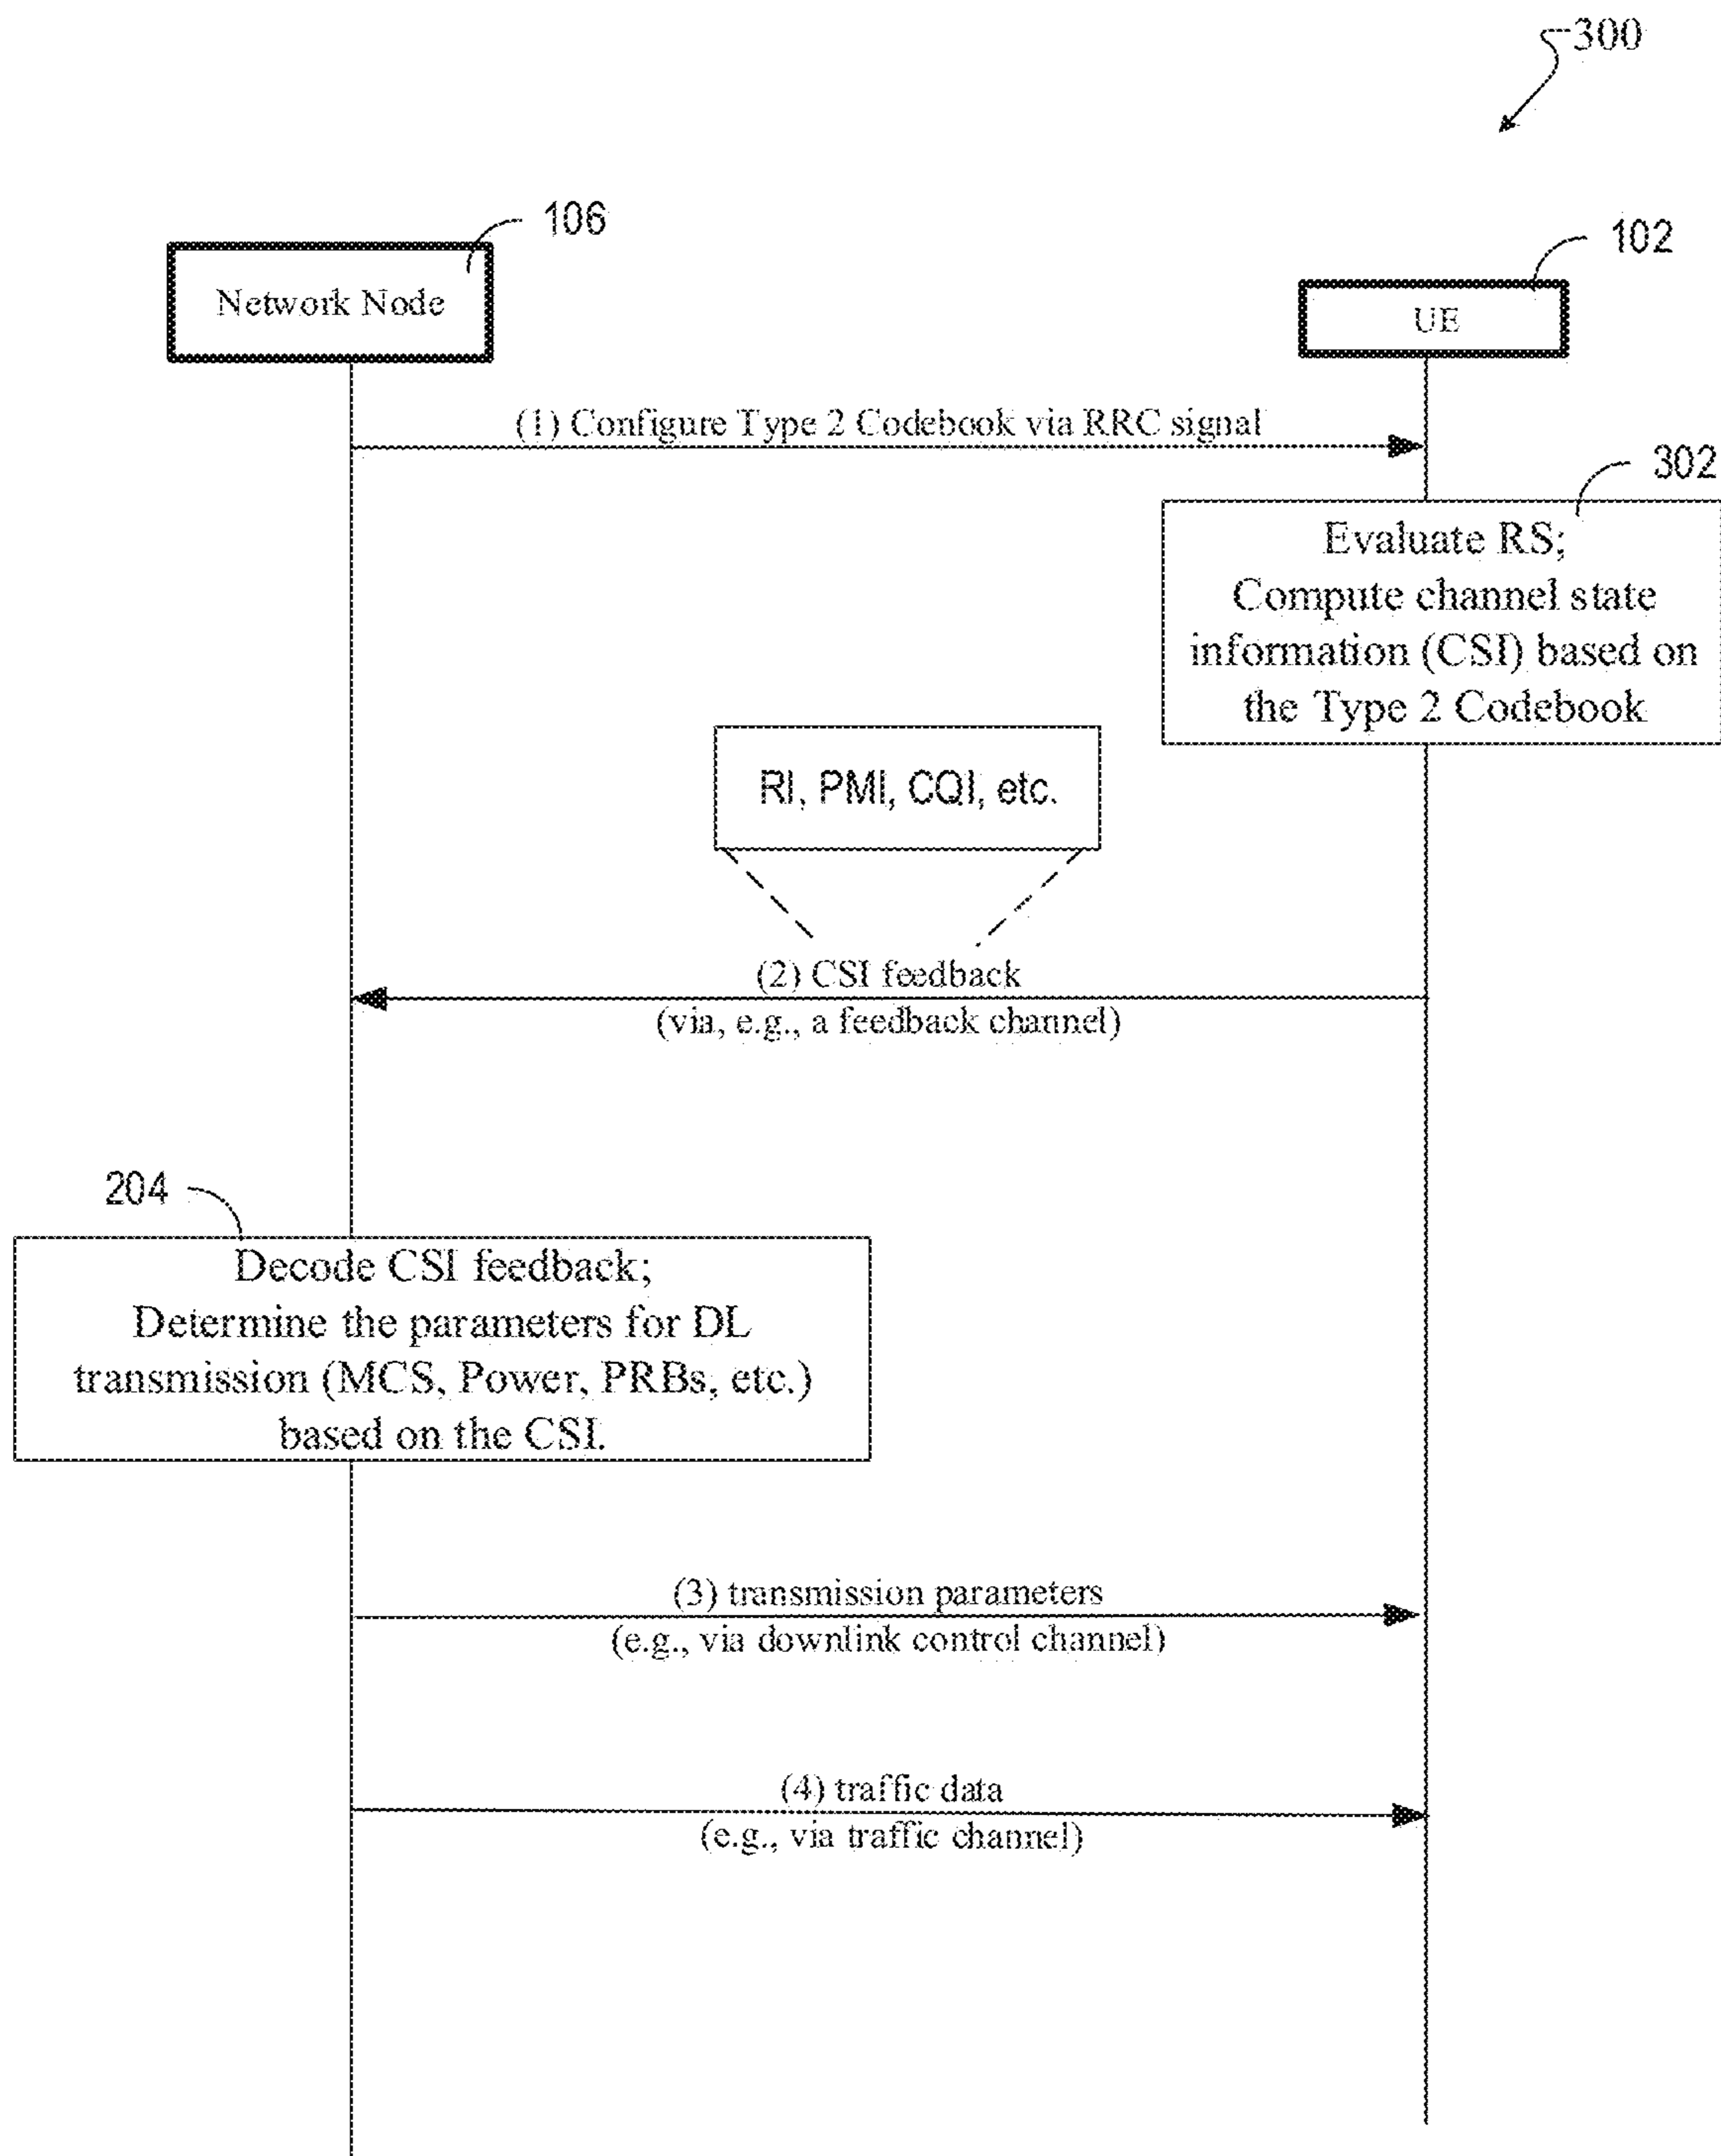 300
106
Network Node
102
UE
(1) Configure Type 2 Codebook via RRC signal
302
Evaluate RS;
Compute channel state
information (CSI) based on
the Type 2 Codebook
RI, PMI, CQI, etc.
(2) CSI feedback
(via, e.g., a feedback channel)
204
Decode CSI feedback;
Determine the parameters for DL
transmission (MCS, Power, PRBs, etc.)
based on the CSI.
(3) transmission parameters
(e.g., via downlink control channel)
(4) traffic data
(e.g., via traffic channel)